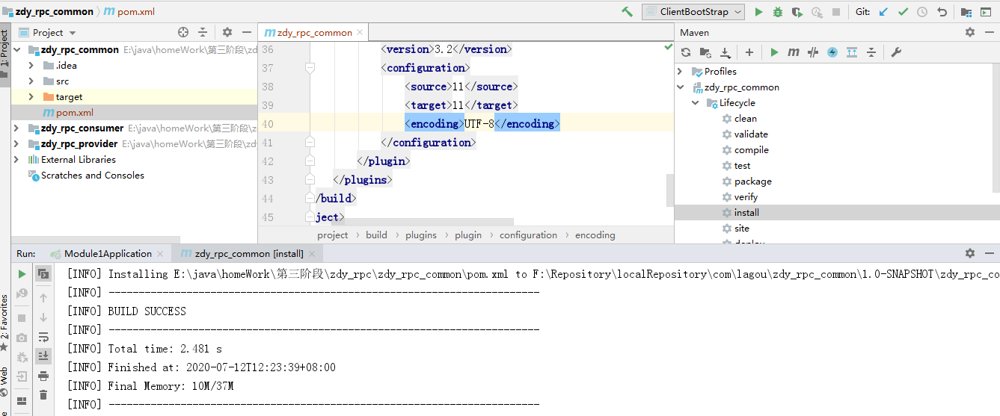 zdy_rpc_common pom.xml
ClientBootStrap
Git:
1: Project
Project
zdy_rpc_common E:\java\homeWork\第三阶段\zdy_
.idea
src
target
pom.xml
zdy_rpc_consumer E:\java\homeWork\第三阶段\z
zdy_rpc_provider E:\java\homeWork\第三阶段\zd
External Libraries
Scratches and Consoles
zdy_rpc_common
36 <version>3.2</version>
37 <configuration>
38 <source>11</source>
39 <target>11</target>
40 <encoding>UTF-8</encoding>
41 </configuration>
42 </plugin>
43 </plugins>
44 /build>
45 ject>
project build plugins plugin configuration encoding
Maven
Profiles
zdy_rpc_common
Lifecycle
clean
validate
compile
test
package
verify
install
site
deploy
Run: Module1Application zdy_rpc_common [install]
[INFO] Installing E:\java\homeWork\第三阶段\zdy_rpc\zdy_rpc_common\pom.xml to F:\Repository\localRepository\com\lagou\zdy_rpc_common\1.0-SNAPSHOT\zdy_rpc_co
[INFO] ------------------------------------------------------------------------
[INFO] BUILD SUCCESS
[INFO] ------------------------------------------------------------------------
[INFO] Total time: 2.481 s
[INFO] Finished at: 2020-07-12T12:23:39+08:00
[INFO] Final Memory: 10M/37M
[INFO] ------------------------------------------------------------------------
2: Favorites
Web